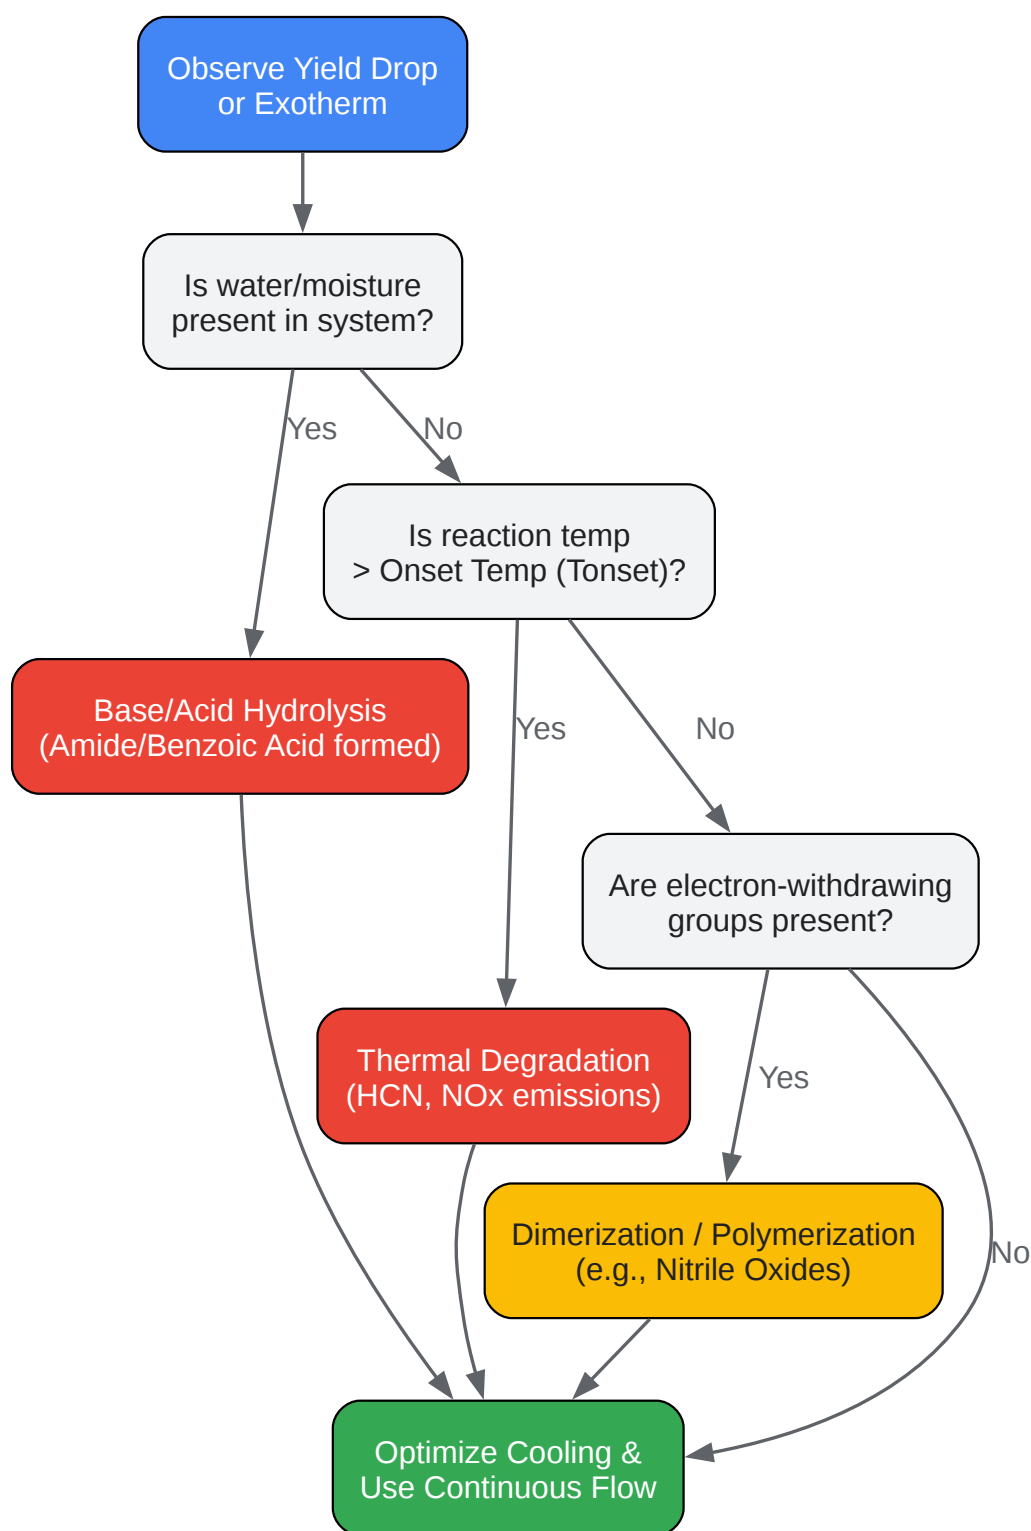 Observe Yield Drop
or Exotherm
Is water/moisture
present in system?
Yes
No
Is reaction temp
> Onset Temp (Tonset)?
Base/Acid Hydrolysis
(Amide/Benzoic Acid formed)
Yes
No
Are electron-withdrawing
groups present?
Thermal Degradation
(HCN, NOx emissions)
Yes
Dimerization / Polymerization
(e.g., Nitrile Oxides)
No
Optimize Cooling &
Use Continuous Flow